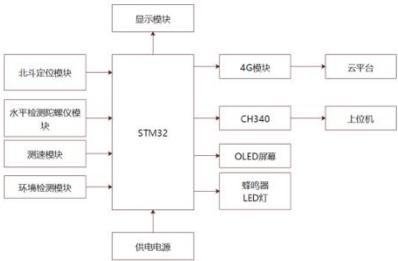 显示模块
北斗定位模块
4G模块
云平台
水平检测陀螺仪模
块
STM32
CH340
上位机
测速模块
OLED屏幕
环境检测模块
蜂鸣器
LED灯
供电电源